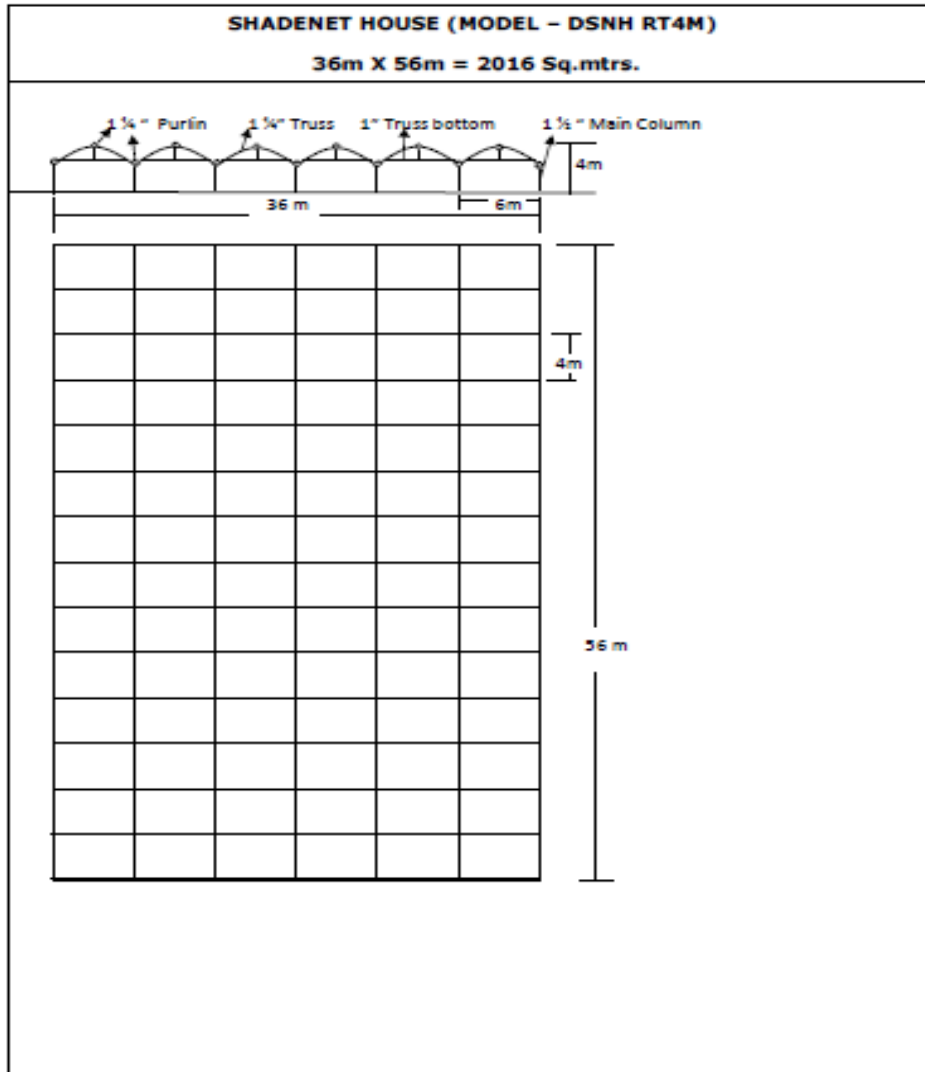 SHADENET HOUSE (MODEL – DSNH RT4M)
36m X 56m = 2016 Sq.mtrs.
1 ¼ " Purlin 1 ¼" Truss 1" Truss bottom 1 ½ " Main Column
4m
36 m 6m
4m
56 m